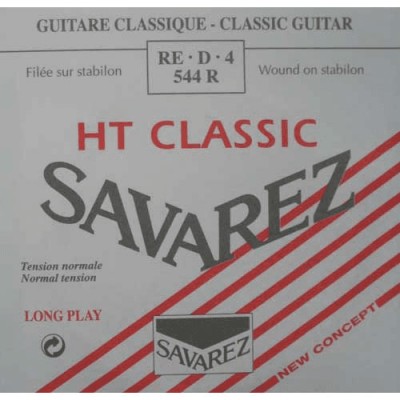 GUITARE CLASSIQUE - CLASSIC GUITAR
Filée sur stabilon
RE · D · 4
544 R
Wound on stabilon
HT CLASSIC
SAVAREZ
Tension normale
Normal tension
LONG PLAY
SAVAREZ
NEW CONCEPT